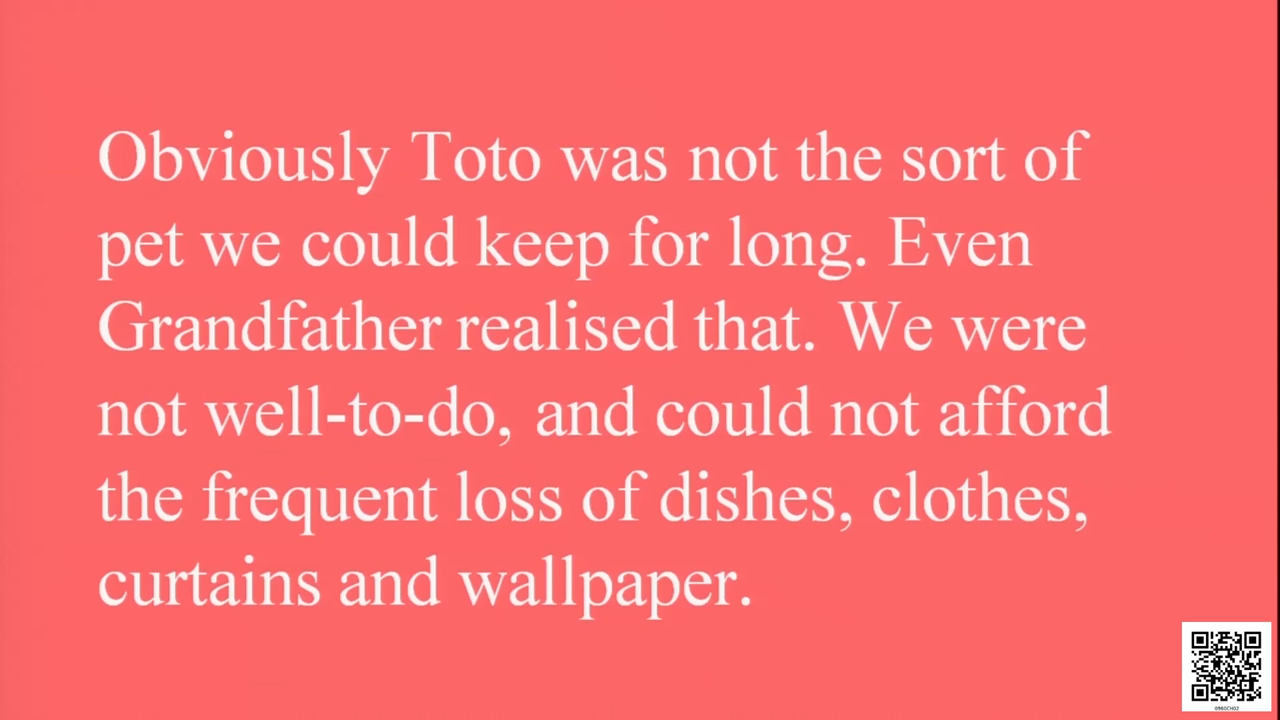 Obviously Toto was not the sort of
pet we could keep for long. Even
Grandfather realised that. We were
not well-to-do, and could not afford
the frequent loss of dishes, clothes,
curtains and wallpaper.
0960CH02